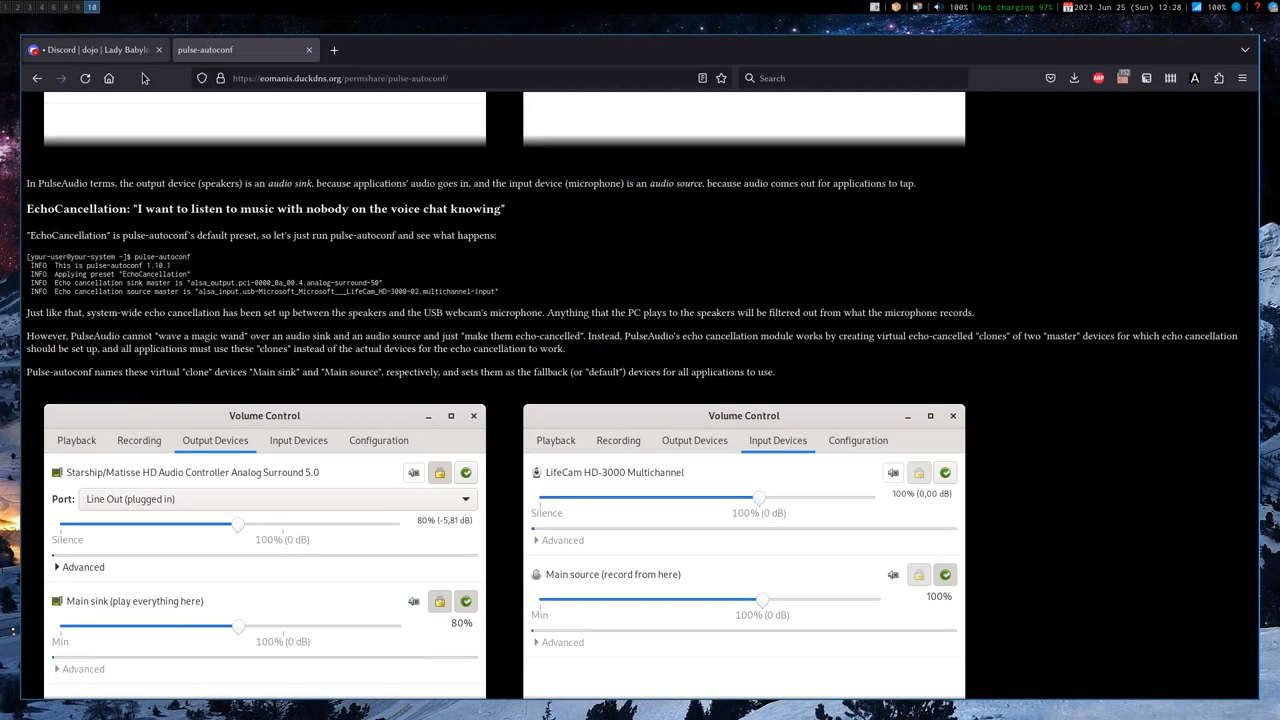 1 2 3 4 6 8 9 10
100% Not charging 97% 2023 Jun 25 (Sun) 12:28 100%
• Discord | dojo | Lady Babylo
pulse-autoconf
https://eomanis.duckdns.org/permshare/pulse-autoconf/
Search
ABP
152
A
In PulseAudio terms, the output device (speakers) is an audio sink, because applications' audio goes in, and the input device (microphone) is an audio source, because audio comes out for applications to tap.
EchoCancellation: "I want to listen to music with nobody on the voice chat knowing"
"EchoCancellation" is pulse-autoconf's default preset, so let's just run pulse-autoconf and see what happens:
[your-user@your-system ~]$ pulse-autoconf
INFO This is pulse-autoconf 1.10.1
INFO Applying preset "EchoCancellation"
INFO Echo cancellation sink master is "alsa_output.pci-0000_0a_00.4.analog-surround-50"
INFO Echo cancellation source master is "alsa_input.usb-Microsoft_Microsoft___LifeCam_HD-3000-02.multichannel-input"
Just like that, system-wide echo cancellation has been set up between the speakers and the USB webcam's microphone. Anything that the PC plays to the speakers will be filtered out from what the microphone records.
However, PulseAudio cannot "wave a magic wand" over an audio sink and an audio source and just "make them echo-cancelled". Instead, PulseAudio's echo cancellation module works by creating virtual echo-cancelled "clones" of two "master" devices for which echo cancellation
should be set up, and all applications must use these "clones" instead of the actual devices for the echo cancellation to work.
Pulse-autoconf names these virtual "clone" devices "Main sink" and "Main source", respectively, and sets them as the fallback (or "default") devices for all applications to use.
Volume Control
Playback Recording Output Devices Input Devices Configuration
Starship/Matisse HD Audio Controller Analog Surround 5.0
Port: Line Out (plugged in)
80% (-5,81 dB)
Silence 100% (0 dB)
Advanced
Main sink (play everything here)
80%
Min 100% (0 dB)
Advanced
Volume Control
Playback Recording Output Devices Input Devices Configuration
LifeCam HD-3000 Multichannel
100% (0,00 dB)
Silence 100% (0 dB)
Advanced
Main source (record from here)
100%
Min 100% (0 dB)
Advanced